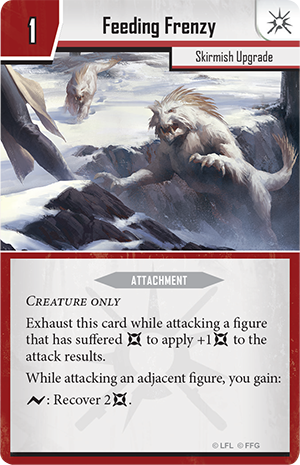 1
Feeding Frenzy
Skirmish Upgrade
ATTACHMENT
CREATURE ONLY
Exhaust this card while attacking a figure
that has suffered to apply +1 to the
attack results.
While attacking an adjacent figure, you gain:
: Recover 2 .
© LFL © FFG